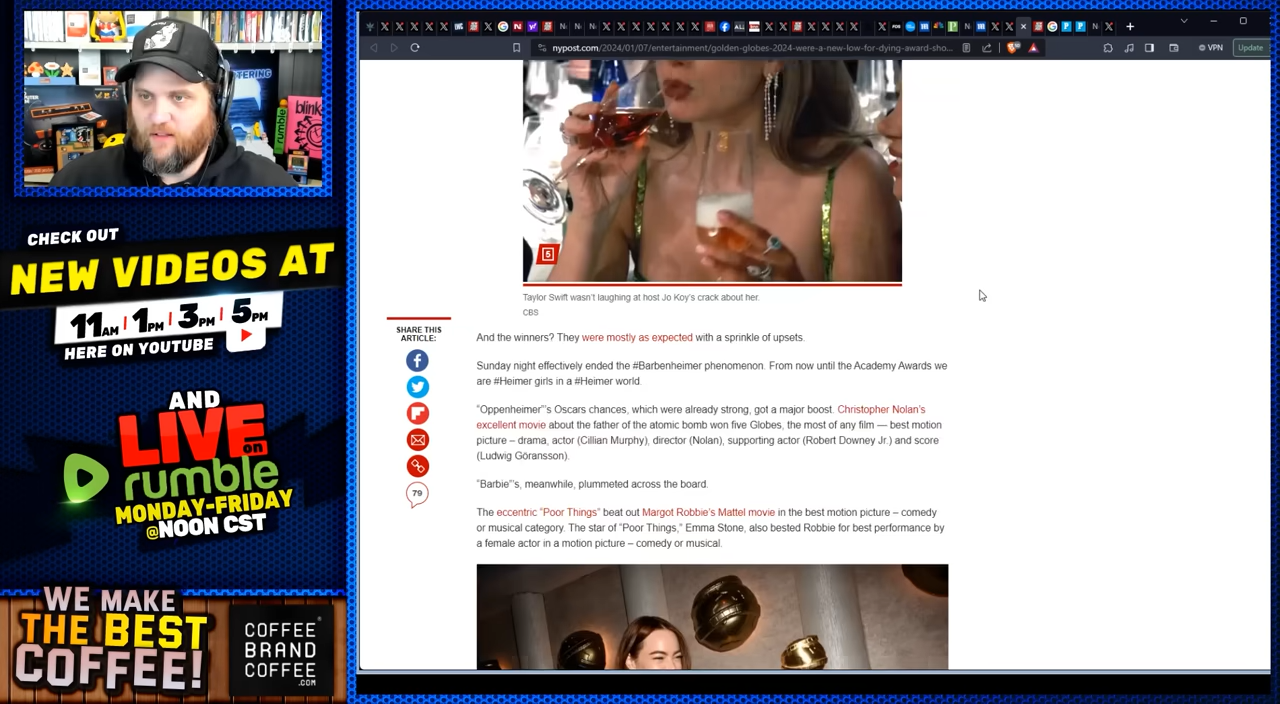 TERING
blink
rumble
CHECK OUT
NEW VIDEOS AT
11AM | 1PM | 3PM | 5PM
HERE ON YOUTUBE
AND
LIVE on
rumble
MONDAY-FRIDAY
@NOON CST
WE MAKE
THE BEST
COFFEE!
COFFEE
BRAND
COFFEE
.COM
nypost.com/2024/01/07/entertainment/golden-globes-2024-were-a-new-low-for-dying-award-sho...
VPN
Update
5
Taylor Swift wasn't laughing at host Jo Koy's crack about her.
CBS
SHARE THIS
ARTICLE:
79
And the winners? They were mostly as expected with a sprinkle of upsets.
Sunday night effectively ended the #Barbenheimer phenomenon. From now until the Academy Awards we
are #Heimer girls in a #Heimer world.
"Oppenheimer"'s Oscars chances, which were already strong, got a major boost. Christopher Nolan's
excellent movie about the father of the atomic bomb won five Globes, the most of any film — best motion
picture – drama, actor (Cillian Murphy), director (Nolan), supporting actor (Robert Downey Jr.) and score
(Ludwig Göransson).
"Barbie"'s, meanwhile, plummeted across the board.
The eccentric "Poor Things" beat out Margot Robbie's Mattel movie in the best motion picture – comedy
or musical category. The star of "Poor Things," Emma Stone, also bested Robbie for best performance by
a female actor in a motion picture – comedy or musical.